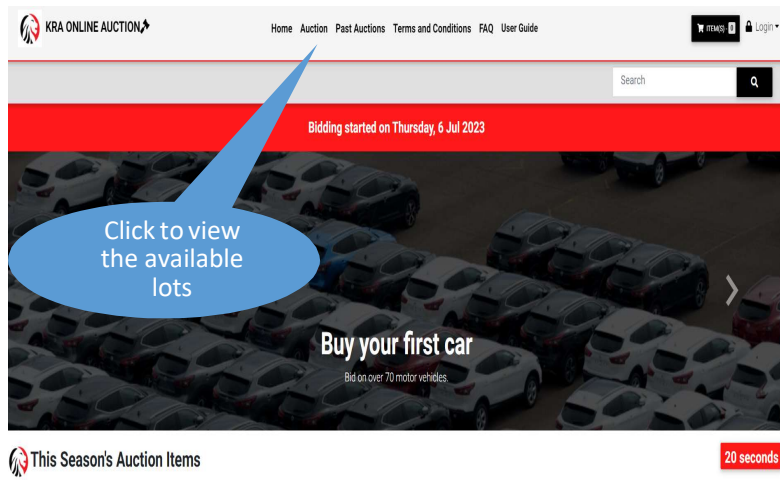 KRA ONLINE AUCTION
Home Auction Past Auctions Terms and Conditions FAQ User Guide
ITEM(S) - 0
Login
Search
Bidding started on Thursday, 6 Jul 2023
Click to view
the available
lots
Buy your first car
Bid on over 70 motor vehicles.
This Season's Auction Items
20 seconds